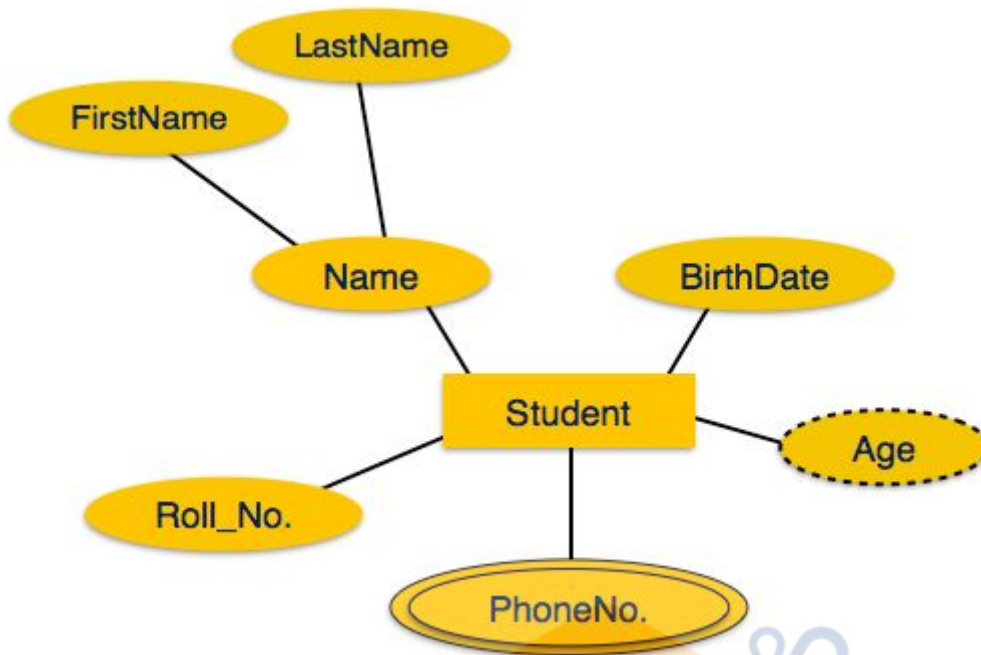 LastName
FirstName
Name
BirthDate
Student
Age
Roll_No.
PhoneNo.